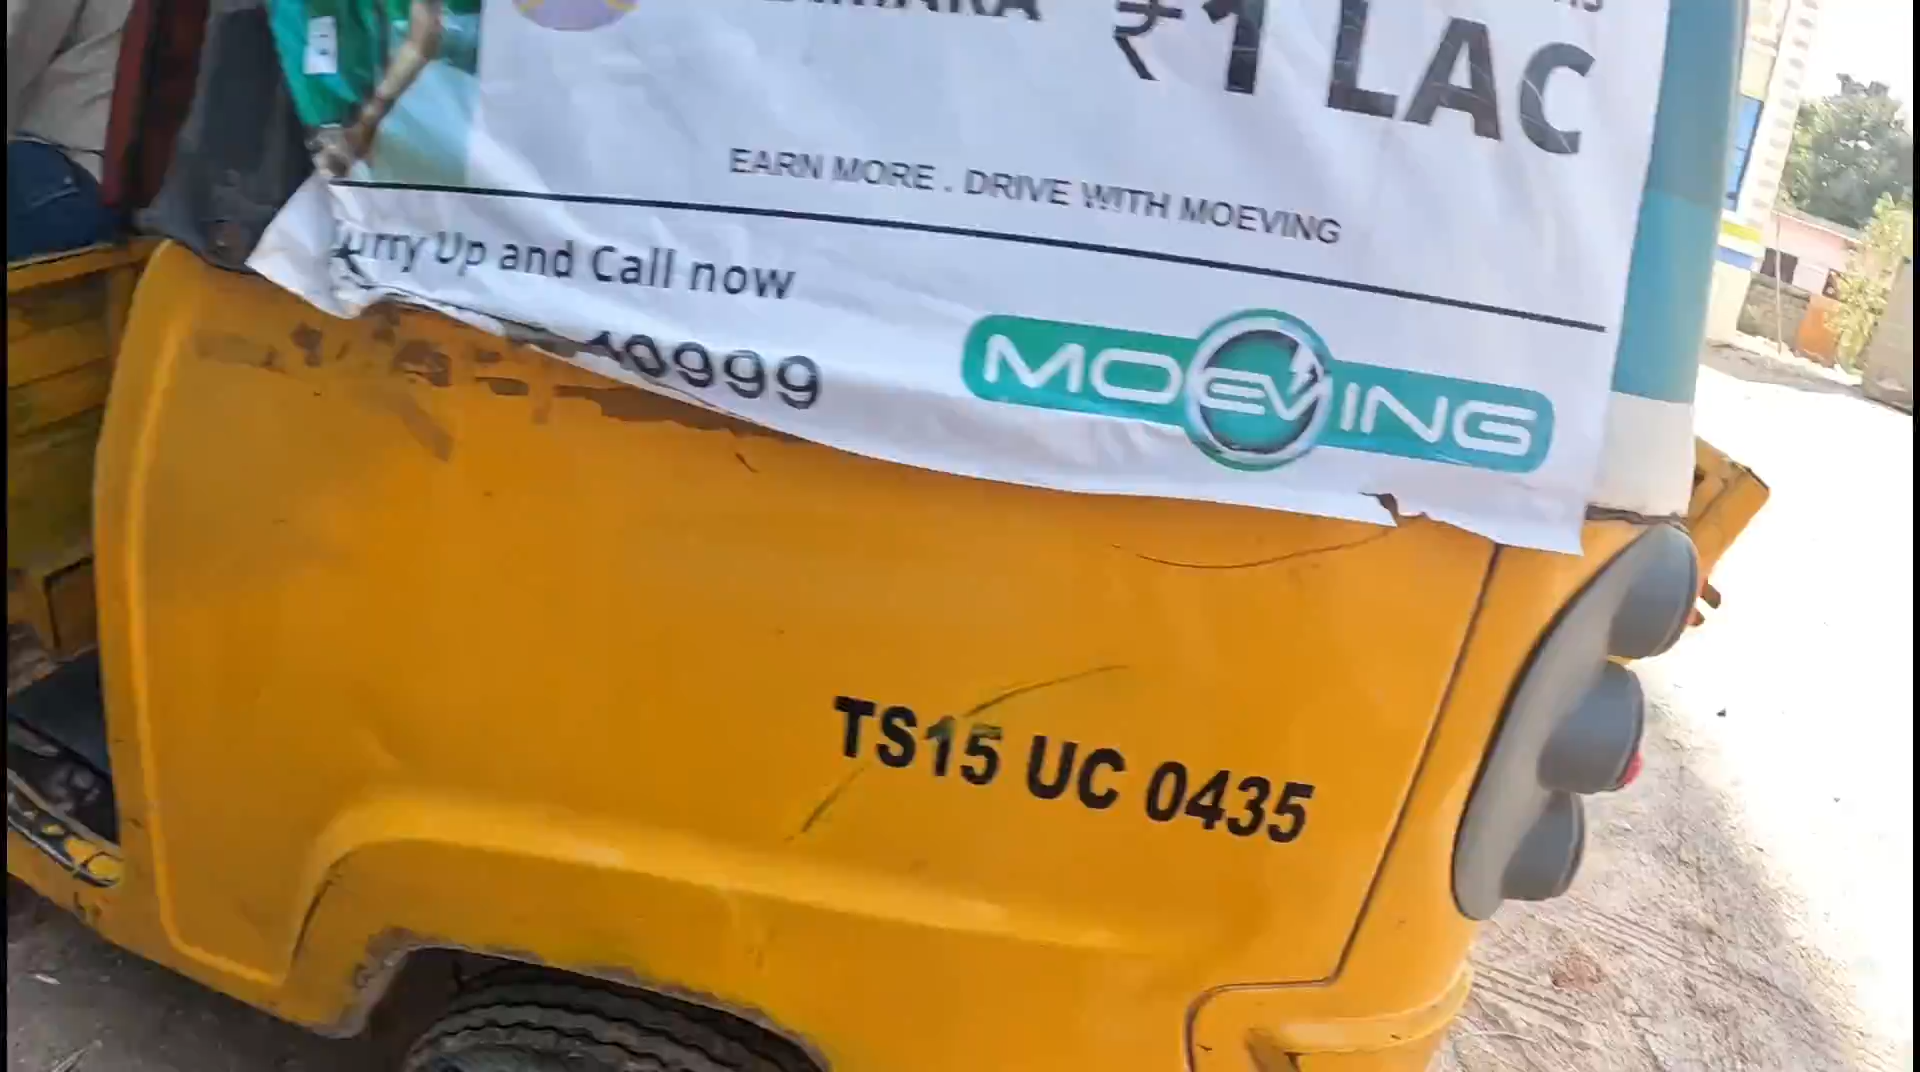 ₹1 LAC
EARN MORE . DRIVE WITH MOEVING
Up and Call now
0999
MOEVING
TS15 UC 0435